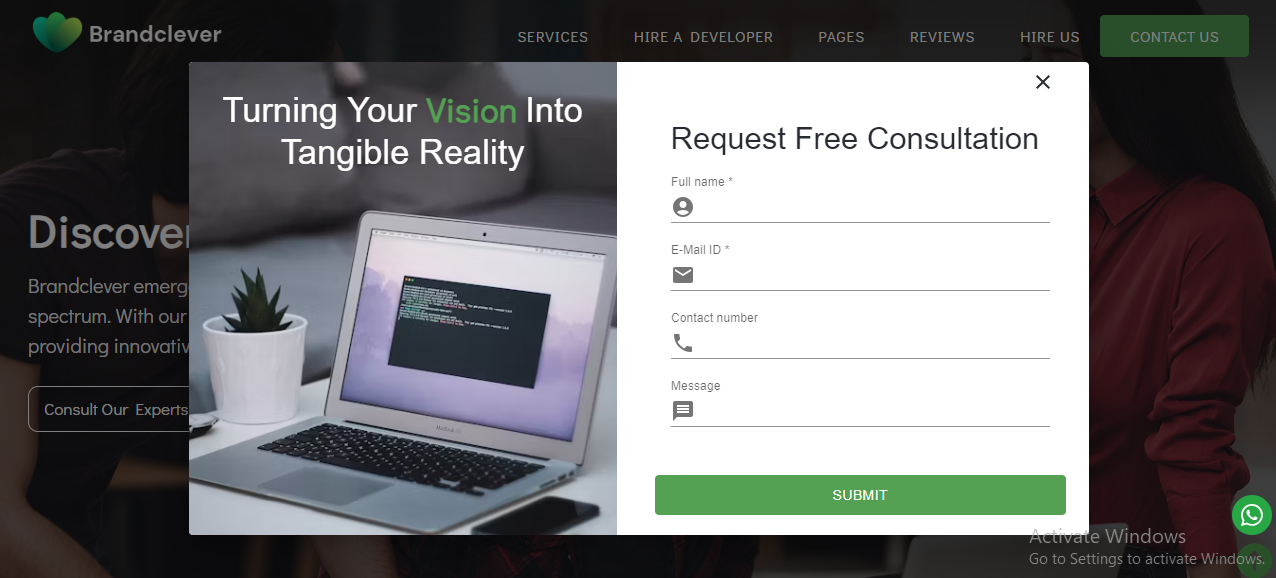 Brandclever
SERVICES
HIRE A DEVELOPER
PAGES
REVIEWS
HIRE US
CONTACT US
Turning Your Vision Into
Tangible Reality
Request Free Consultation
Full name *
E-Mail ID *
Contact number
Message
SUBMIT
Discover
Brandclever emerg
spectrum. With our
providing innovativ
Consult Our Experts
Activate Windows
Go to Settings to activate Windows.